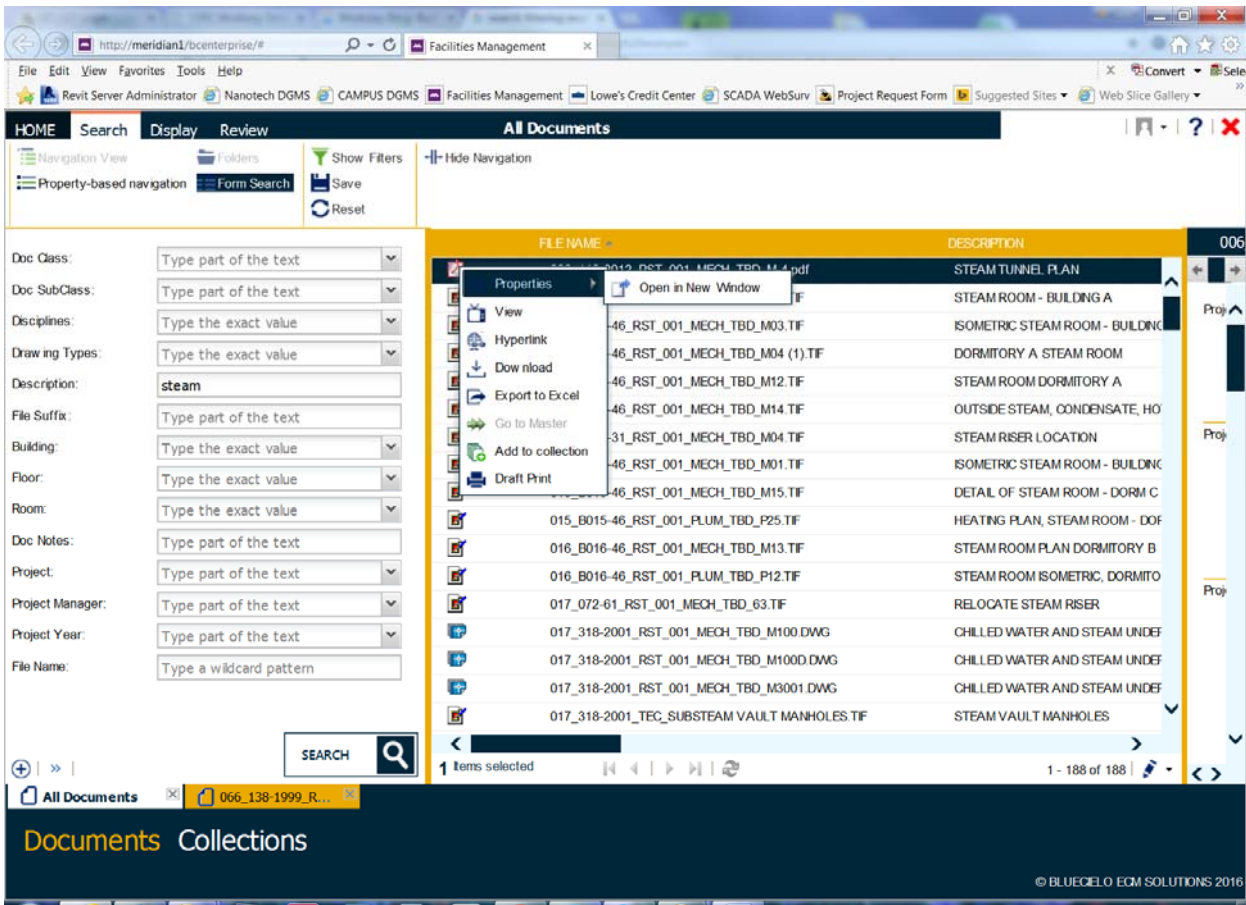 http://meridian1/bcenterprise/#
Facilities Management
File Edit View Favorites Tools Help
X Convert Sele
Revit Server Administrator Nanotech DGMS CAMPUS DGMS Facilities Management Lowe's Credit Center SCADA WebSurv Project Request Form Suggested Sites Web Slice Gallery
HOME Search Display Review All Documents
Navigation View Folders Show Filters Hide Navigation
Property-based navigation Form Search Save
Reset
FILE NAME DESCRIPTION 006
Doc Class: Type part of the text
Doc SubClass: Type part of the text
Disciplines: Type the exact value
Drawing Types: Type the exact value
Description: steam
File Suffix: Type part of the text
Building: Type the exact value
Floor: Type the exact value
Room: Type the exact value
Doc Notes: Type part of the text
Project: Type part of the text
Project Manager: Type part of the text
Project Year: Type part of the text
File Name: Type a wildcard pattern
SEARCH
STEAM TUNNEL PLAN
Properties Open in New Window
View
Hyperlink
Download
Export to Excel
Go to Master
Add to collection
Draft Print
STEAM ROOM - BUILDING A
-46_RST_001_MECH_TBD_M03.TIF ISOMETRIC STEAM ROOM - BUILDING
-46_RST_001_MECH_TBD_M04 (1).TIF DORMITORY A STEAM ROOM
-46_RST_001_MECH_TBD_M12.TIF STEAM ROOM DORMITORY A
-46_RST_001_MECH_TBD_M14.TIF OUTSIDE STEAM, CONDENSATE, HO
-31_RST_001_MECH_TBD_M04.TIF STEAM RISER LOCATION
-46_RST_001_MECH_TBD_M01.TIF ISOMETRIC STEAM ROOM - BUILDING
-46_RST_001_MECH_TBD_M15.TIF DETAIL OF STEAM ROOM - DORM C
015_B015-46_RST_001_PLUM_TBD_P25.TIF HEATING PLAN, STEAM ROOM - DOR
016_B016-46_RST_001_MECH_TBD_M13.TIF STEAM ROOM PLAN DORMITORY B
016_B016-46_RST_001_PLUM_TBD_P12.TIF STEAM ROOM ISOMETRIC, DORMITO
017_072-61_RST_001_MECH_TBD_63.TIF RELOCATE STEAM RISER
017_318-2001_RST_001_MECH_TBD_M100.DWG CHILLED WATER AND STEAM UNDER
017_318-2001_RST_001_MECH_TBD_M100D.DWG CHILLED WATER AND STEAM UNDER
017_318-2001_RST_001_MECH_TBD_M3001.DWG CHILLED WATER AND STEAM UNDER
017_318-2001_TEC_SUBSTEAM VAULT MANHOLES.TIF STEAM VAULT MANHOLES
Proj
Proj
Proj
1 Items selected 1 - 188 of 188
All Documents 066_138-1999_R...
Documents Collections
© BLUECIELO ECM SOLUTIONS 2016